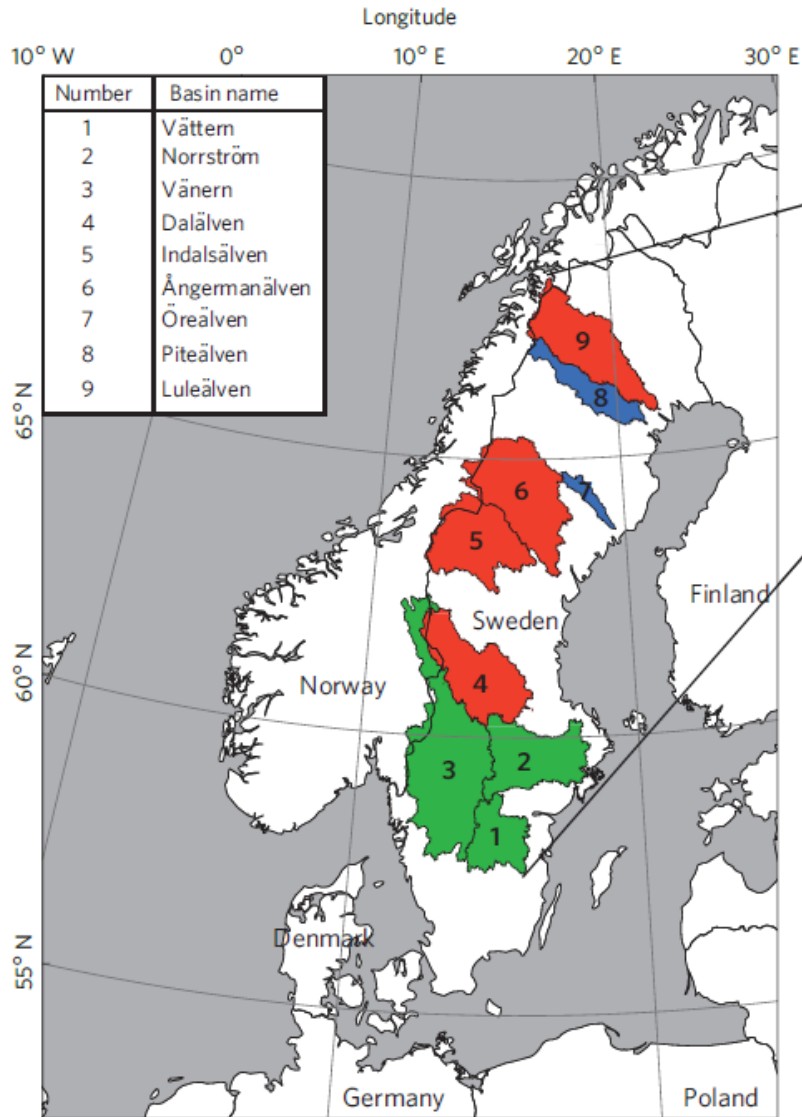 Longitude
10° W 0° 10° E 20° E 30° E
Number Basin name
1 Vättern
2 Norrström
3 Vänern
4 Dalälven
5 Indalsälven
6 Ångermanälven
7 Öreälven
8 Piteälven
9 Luleälven
65° N
60° N
55° N
9
8
7
6
5
Sweden
Finland
Norway
4
3
2
1
Denmark
Germany
Poland